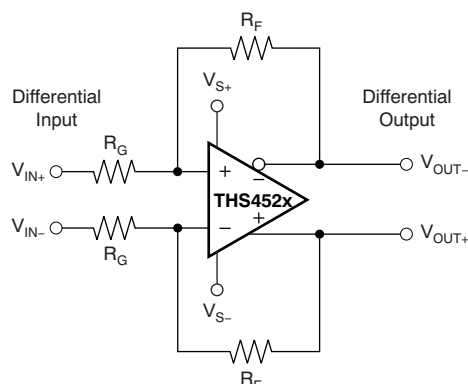 R_F
V_S+
Differential
Input
Differential
Output
R_G
V_IN+
+
−
V_OUT−
THS452x
V_IN−
−
+
V_OUT+
R_G
V_S−
R_F